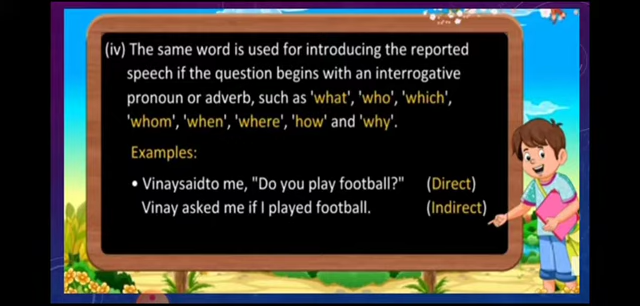 (iv) The same word is used for introducing the reported
speech if the question begins with an interrogative
pronoun or adverb, such as 'what', 'who', 'which',
'whom', 'when', 'where', 'how' and 'why'.
Examples:
• Vinaysaidto me, "Do you play football?" (Direct)
Vinay asked me if I played football. (Indirect)